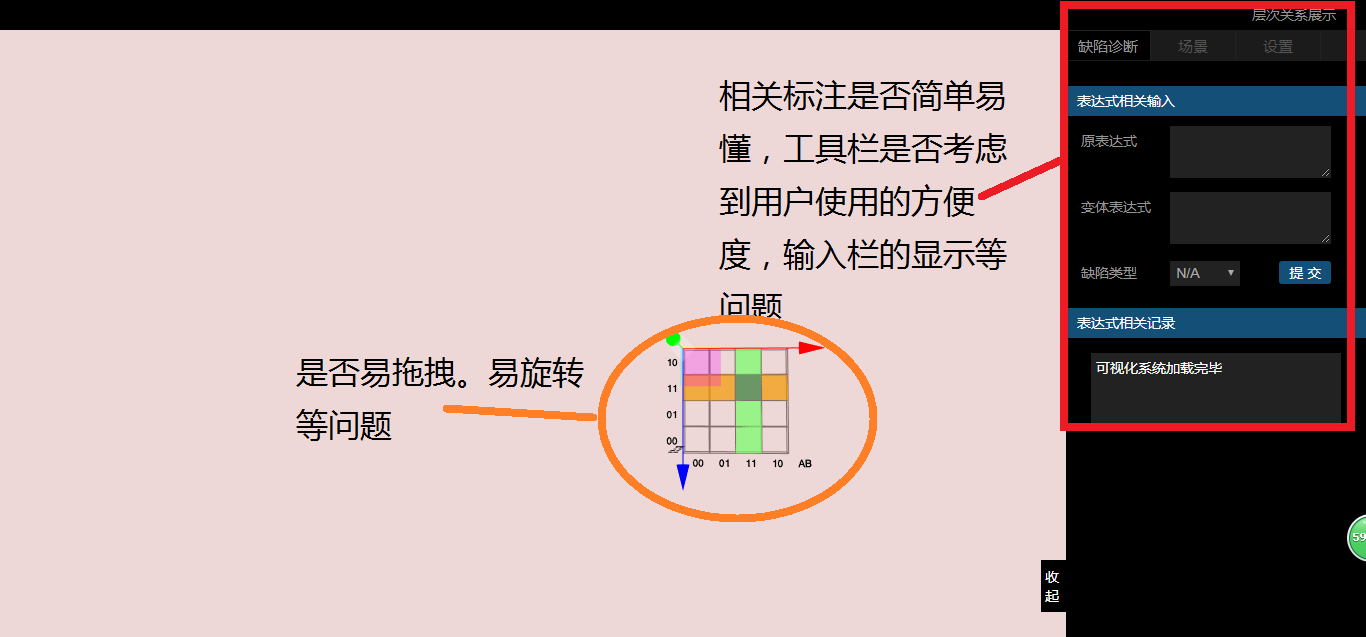 层次关系展示
缺陷诊断 场景 设置
相关标注是否简单易
懂，工具栏是否考虑
到用户使用的方便
度，输入栏的显示等
问题
表达式相关输入
原表达式
变体表达式
缺陷类型 N/A 提 交
表达式相关记录
可视化系统加载完毕
是否易拖拽。易旋转
等问题
10
11
01
00
00 01 11 10 AB
59
收
起